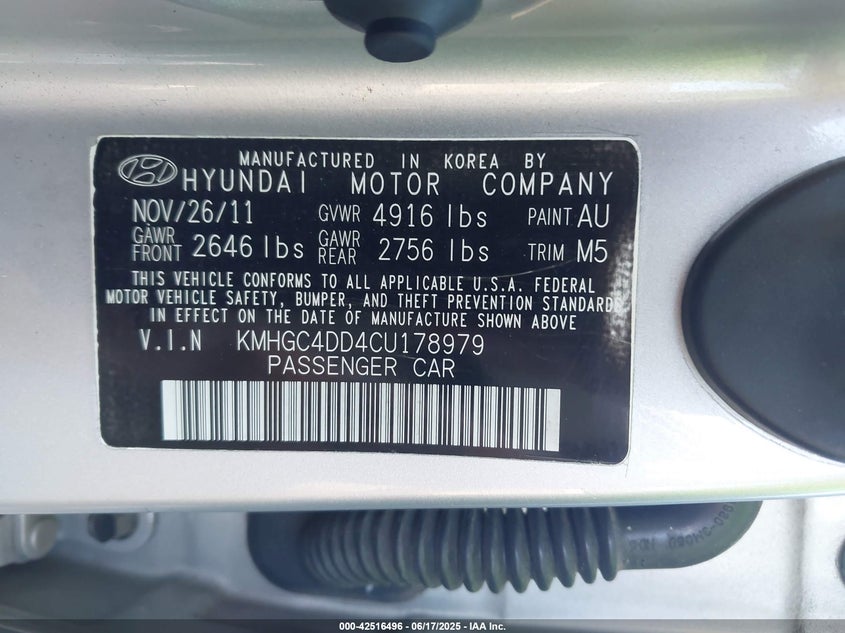 MANUFACTURED IN KOREA BY
HYUNDAI MOTOR COMPANY
NOV/26/11 GVWR 4916 lbs PAINT AU
GAWR FRONT 2646 lbs GAWR REAR 2756 lbs TRIM M5
THIS VEHICLE CONFORMS TO ALL APPLICABLE U.S.A. FEDERAL
MOTOR VEHICLE SAFETY, BUMPER, AND THEFT PREVENTION STANDARDS
IN EFFECT ON THE DATE OF MANUFACTURE SHOWN ABOVE
V.I.N KMHGC4DD4CU178979
PASSENGER CAR
000-42516496 - 06/17/2025 - IAA Inc.